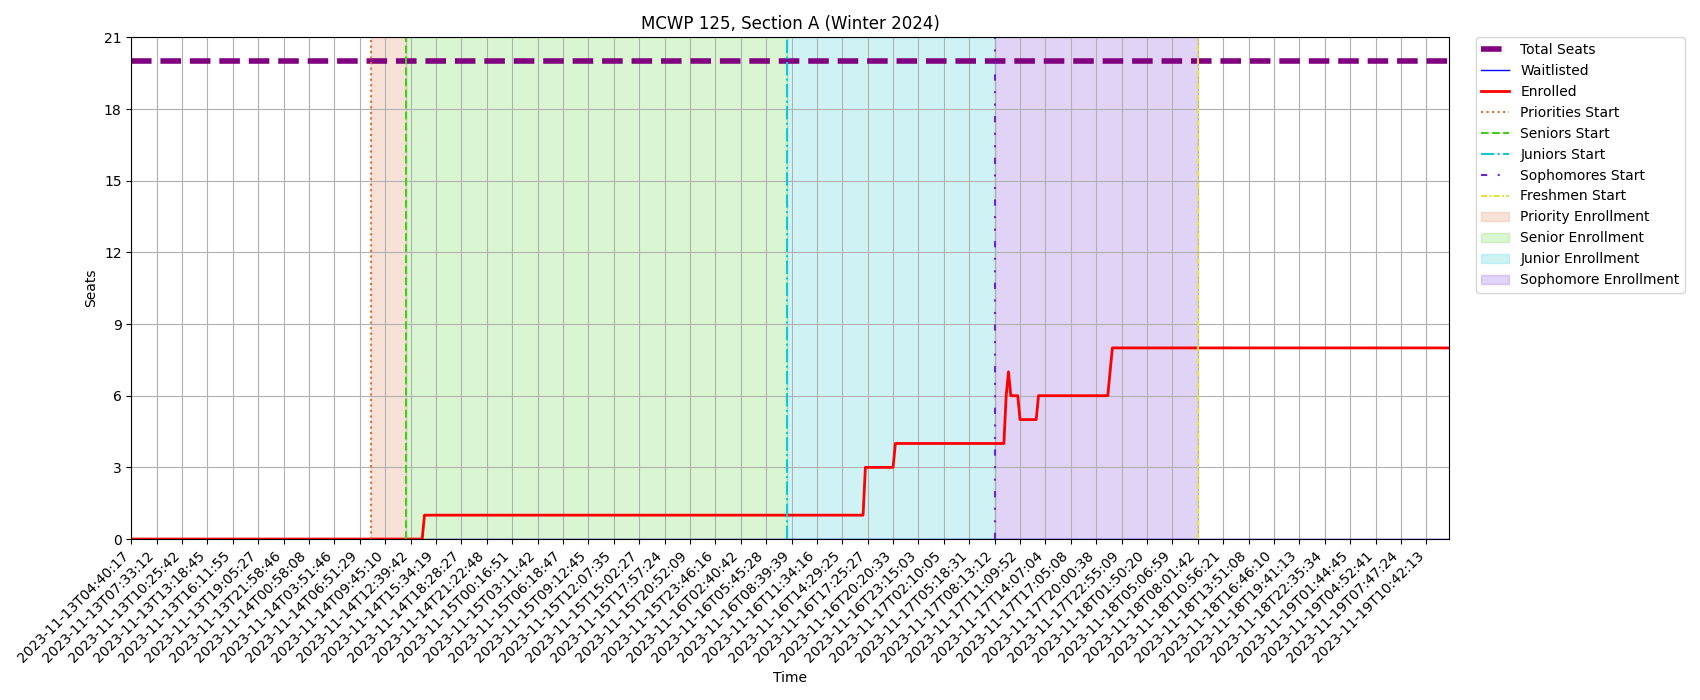 MCWP 125, Section A (Winter 2024)
21
18
15
12
9
6
3
0
Seats
2023-11-13T04:40:17
2023-11-13T07:33:12
2023-11-13T10:25:42
2023-11-13T13:18:45
2023-11-13T16:11:55
2023-11-13T19:05:27
2023-11-13T21:58:46
2023-11-14T00:58:08
2023-11-14T03:51:46
2023-11-14T06:51:29
2023-11-14T09:45:10
2023-11-14T12:39:42
2023-11-14T15:34:19
2023-11-14T18:28:27
2023-11-14T21:22:48
2023-11-15T00:16:51
2023-11-15T03:11:42
2023-11-15T06:18:47
2023-11-15T09:12:45
2023-11-15T12:07:35
2023-11-15T15:02:27
2023-11-15T17:57:24
2023-11-15T20:52:09
2023-11-15T23:46:16
2023-11-16T02:40:42
2023-11-16T05:45:28
2023-11-16T08:39:39
2023-11-16T11:34:16
2023-11-16T14:29:25
2023-11-16T17:25:27
2023-11-16T20:20:33
2023-11-16T23:15:03
2023-11-17T02:10:05
2023-11-17T05:18:31
2023-11-17T08:13:12
2023-11-17T11:09:52
2023-11-17T14:07:04
2023-11-17T17:05:08
2023-11-17T20:00:38
2023-11-17T22:55:09
2023-11-18T01:50:20
2023-11-18T05:06:59
2023-11-18T08:01:42
2023-11-18T10:56:21
2023-11-18T13:51:08
2023-11-18T16:46:10
2023-11-18T19:41:13
2023-11-18T22:35:34
2023-11-19T01:44:45
2023-11-19T04:52:41
2023-11-19T07:47:24
2023-11-19T10:42:13
Time
Total Seats
Waitlisted
Enrolled
Priorities Start
Seniors Start
Juniors Start
Sophomores Start
Freshmen Start
Priority Enrollment
Senior Enrollment
Junior Enrollment
Sophomore Enrollment